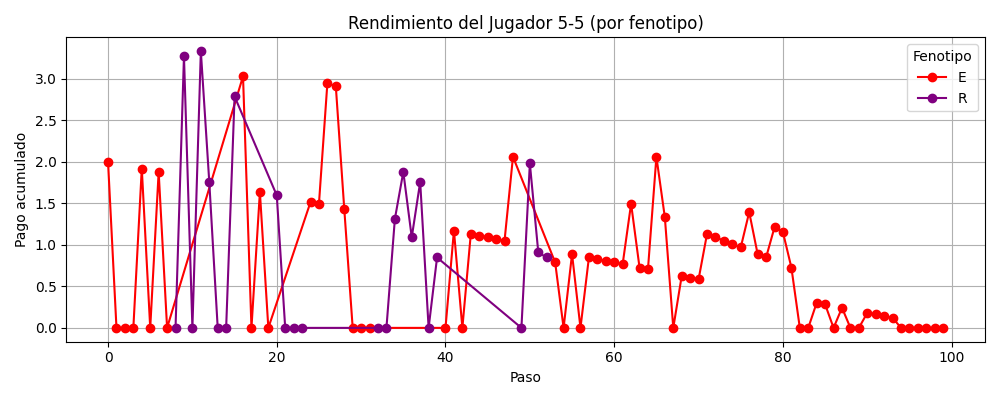 Rendimiento del Jugador 5-5 (por fenotipo)
Pago acumulado
3.0
2.5
2.0
1.5
1.0
0.5
0.0
Fenotipo
E
R
0 20 40 60 80 100
Paso